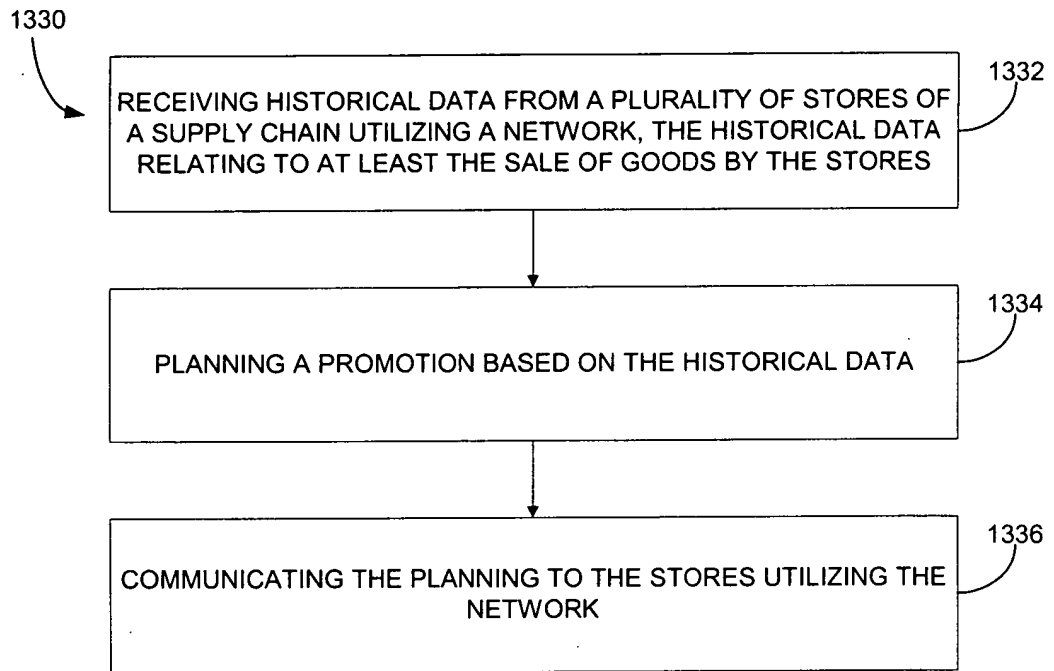 1330
1332
RECEIVING HISTORICAL DATA FROM A PLURALITY OF STORES OF
A SUPPLY CHAIN UTILIZING A NETWORK, THE HISTORICAL DATA
RELATING TO AT LEAST THE SALE OF GOODS BY THE STORES
1334
PLANNING A PROMOTION BASED ON THE HISTORICAL DATA
1336
COMMUNICATING THE PLANNING TO THE STORES UTILIZING THE
NETWORK